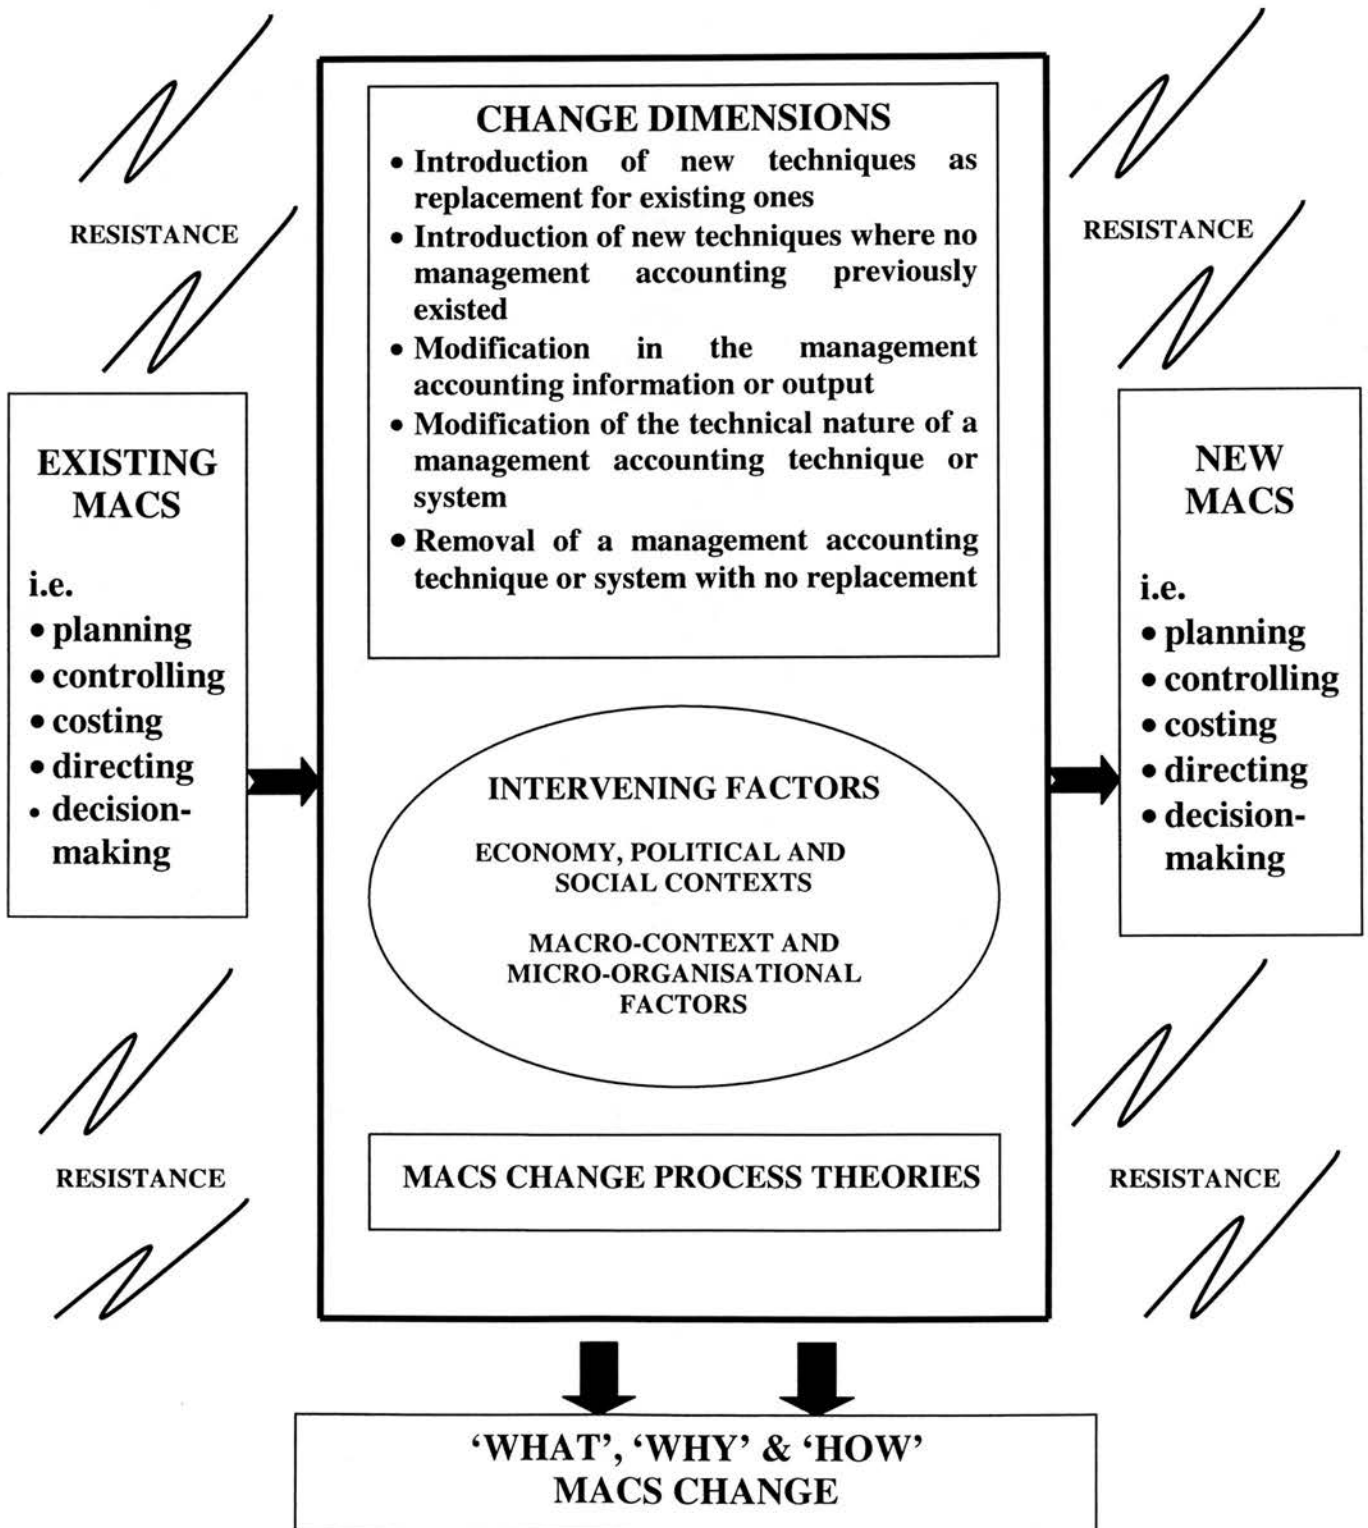 CHANGE DIMENSIONS
• Introduction of new techniques as
replacement for existing ones
• Introduction of new techniques where no
management accounting previously
existed
• Modification in the management
accounting information or output
• Modification of the technical nature of a
management accounting technique or
system
• Removal of a management accounting
technique or system with no replacement
RESISTANCE
RESISTANCE
EXISTING
MACS
i.e.
• planning
• controlling
• costing
• directing
• decision-
making
INTERVENING FACTORS
ECONOMY, POLITICAL AND
SOCIAL CONTEXTS
MACRO-CONTEXT AND
MICRO-ORGANISATIONAL
FACTORS
NEW
MACS
i.e.
• planning
• controlling
• costing
• directing
• decision-
making
MACS CHANGE PROCESS THEORIES
RESISTANCE
RESISTANCE
‘WHAT’, ‘WHY’ & ‘HOW’
MACS CHANGE